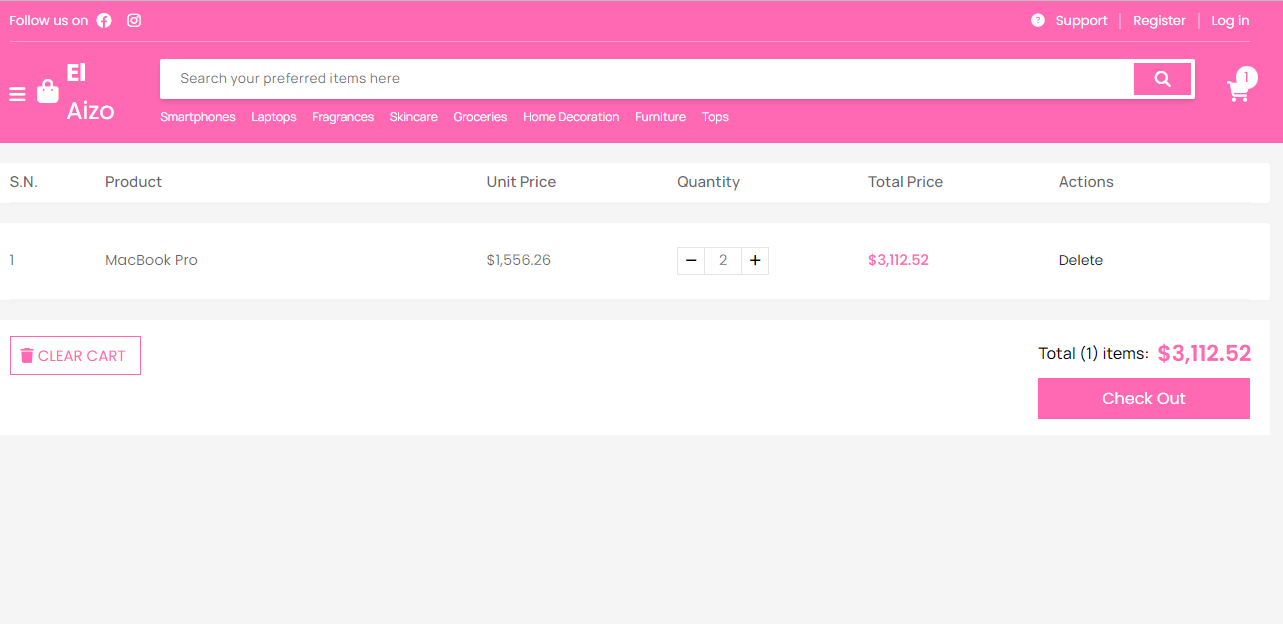 Follow us on
Support | Register | Log in
El
Aizo
Search your preferred items here
1
Smartphones Laptops Fragrances Skincare Groceries Home Decoration Furniture Tops
S.N. Product Unit Price Quantity Total Price Actions
1 MacBook Pro $1,556.26 − 2 + $3,112.52 Delete
CLEAR CART
Total (1) items: $3,112.52
Check Out